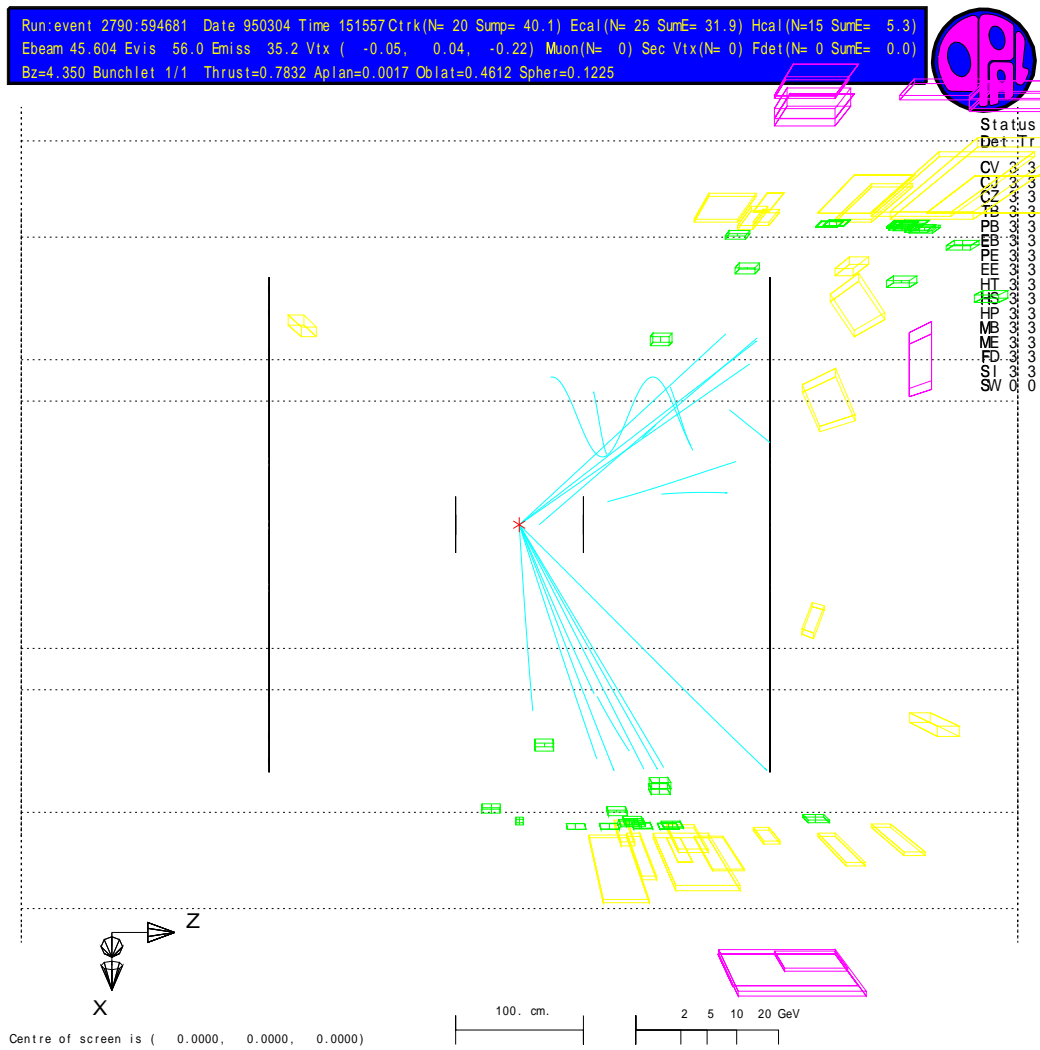 Run:event 2790:594681 Date 950304 Time 151557 Ctrk(N= 20 Sump= 40.1) Ecal(N= 25 SumE= 31.9) Hcal(N=15 SumE= 5.3)
Ebeam 45.604 Evis 56.0 Emiss 35.2 Vtx ( -0.05, 0.04, -0.22) Muon(N= 0) Sec Vtx(N= 0) Fdet(N= 0 SumE= 0.0)
Bz=4.350 Bunchlet 1/1 Thrust=0.7832 Aplan=0.0017 Oblat=0.4612 Spher=0.1225
Status
Det Tr
CV 3 3
CJ 3 3
CZ 3 3
TB 3 3
PB 3 3
EB 3 3
PE 3 3
EE 3 3
HT 3 3
HS 3 3
HP 3 3
MB 3 3
ME 3 3
FD 3 3
SI 3 3
SW 0 0
Z
X
100. cm.
2 5 10 20 GeV
Centre of screen is ( 0.0000, 0.0000, 0.0000)